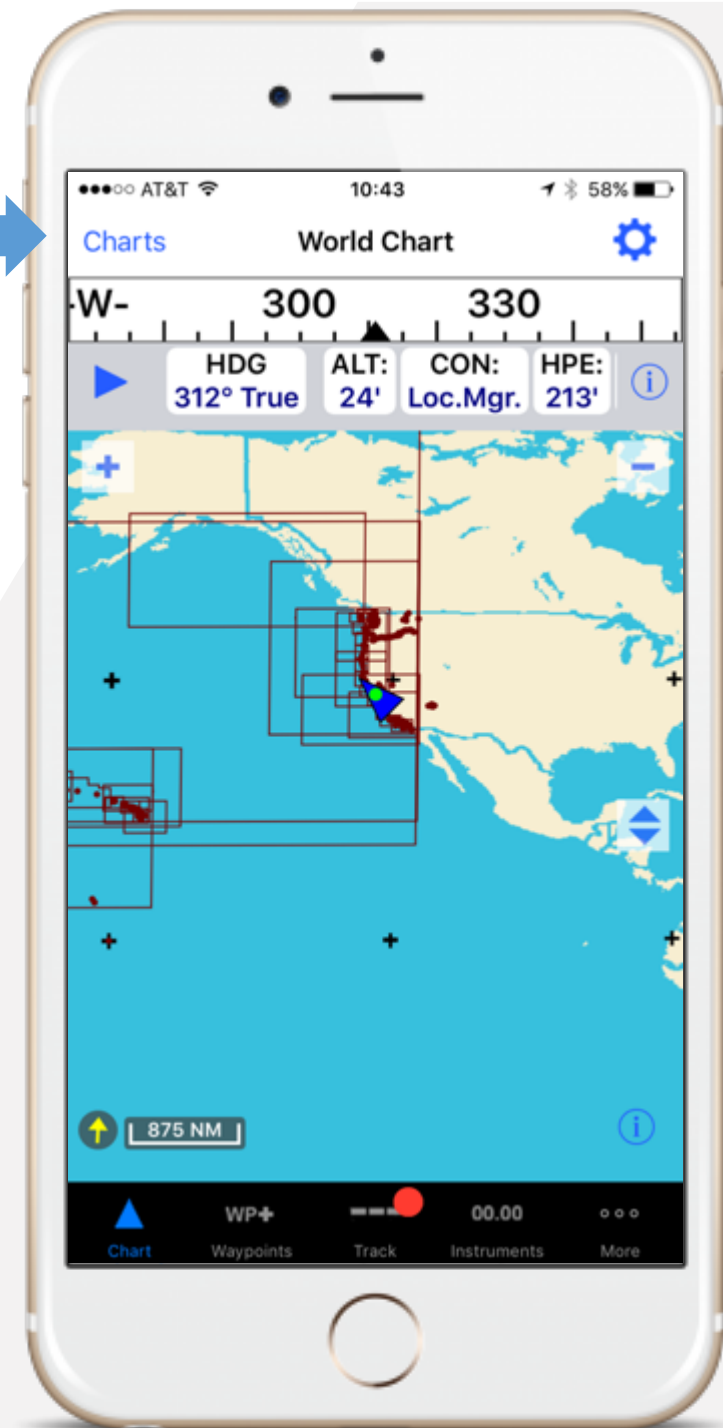 ●●●○○ AT&T 10:43 58%
Charts World Chart
-W- 300 330
HDG ALT: CON: HPE:
312° True 24' Loc.Mgr. 213' i
+ −
875 NM i
WP+ 00.00
Chart Waypoints Track Instruments More